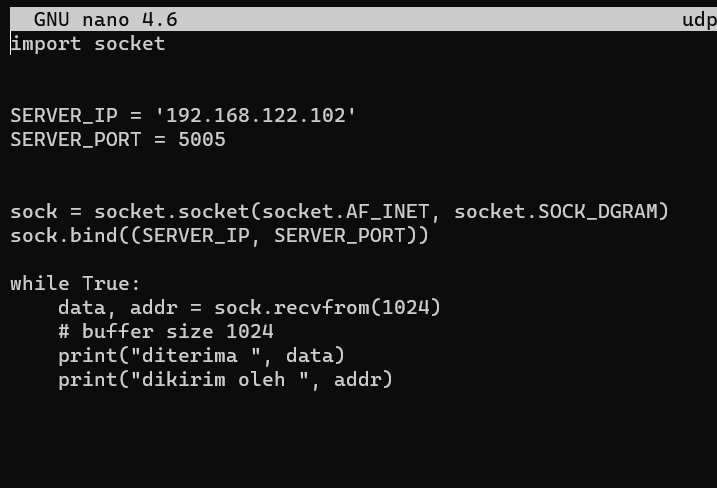 GNU nano 4.6 udp
import socket
SERVER_IP = '192.168.122.102'
SERVER_PORT = 5005
sock = socket.socket(socket.AF_INET, socket.SOCK_DGRAM)
sock.bind((SERVER_IP, SERVER_PORT))
while True:
    data, addr = sock.recvfrom(1024)
    # buffer size 1024
    print("diterima ", data)
    print("dikirim oleh ", addr)